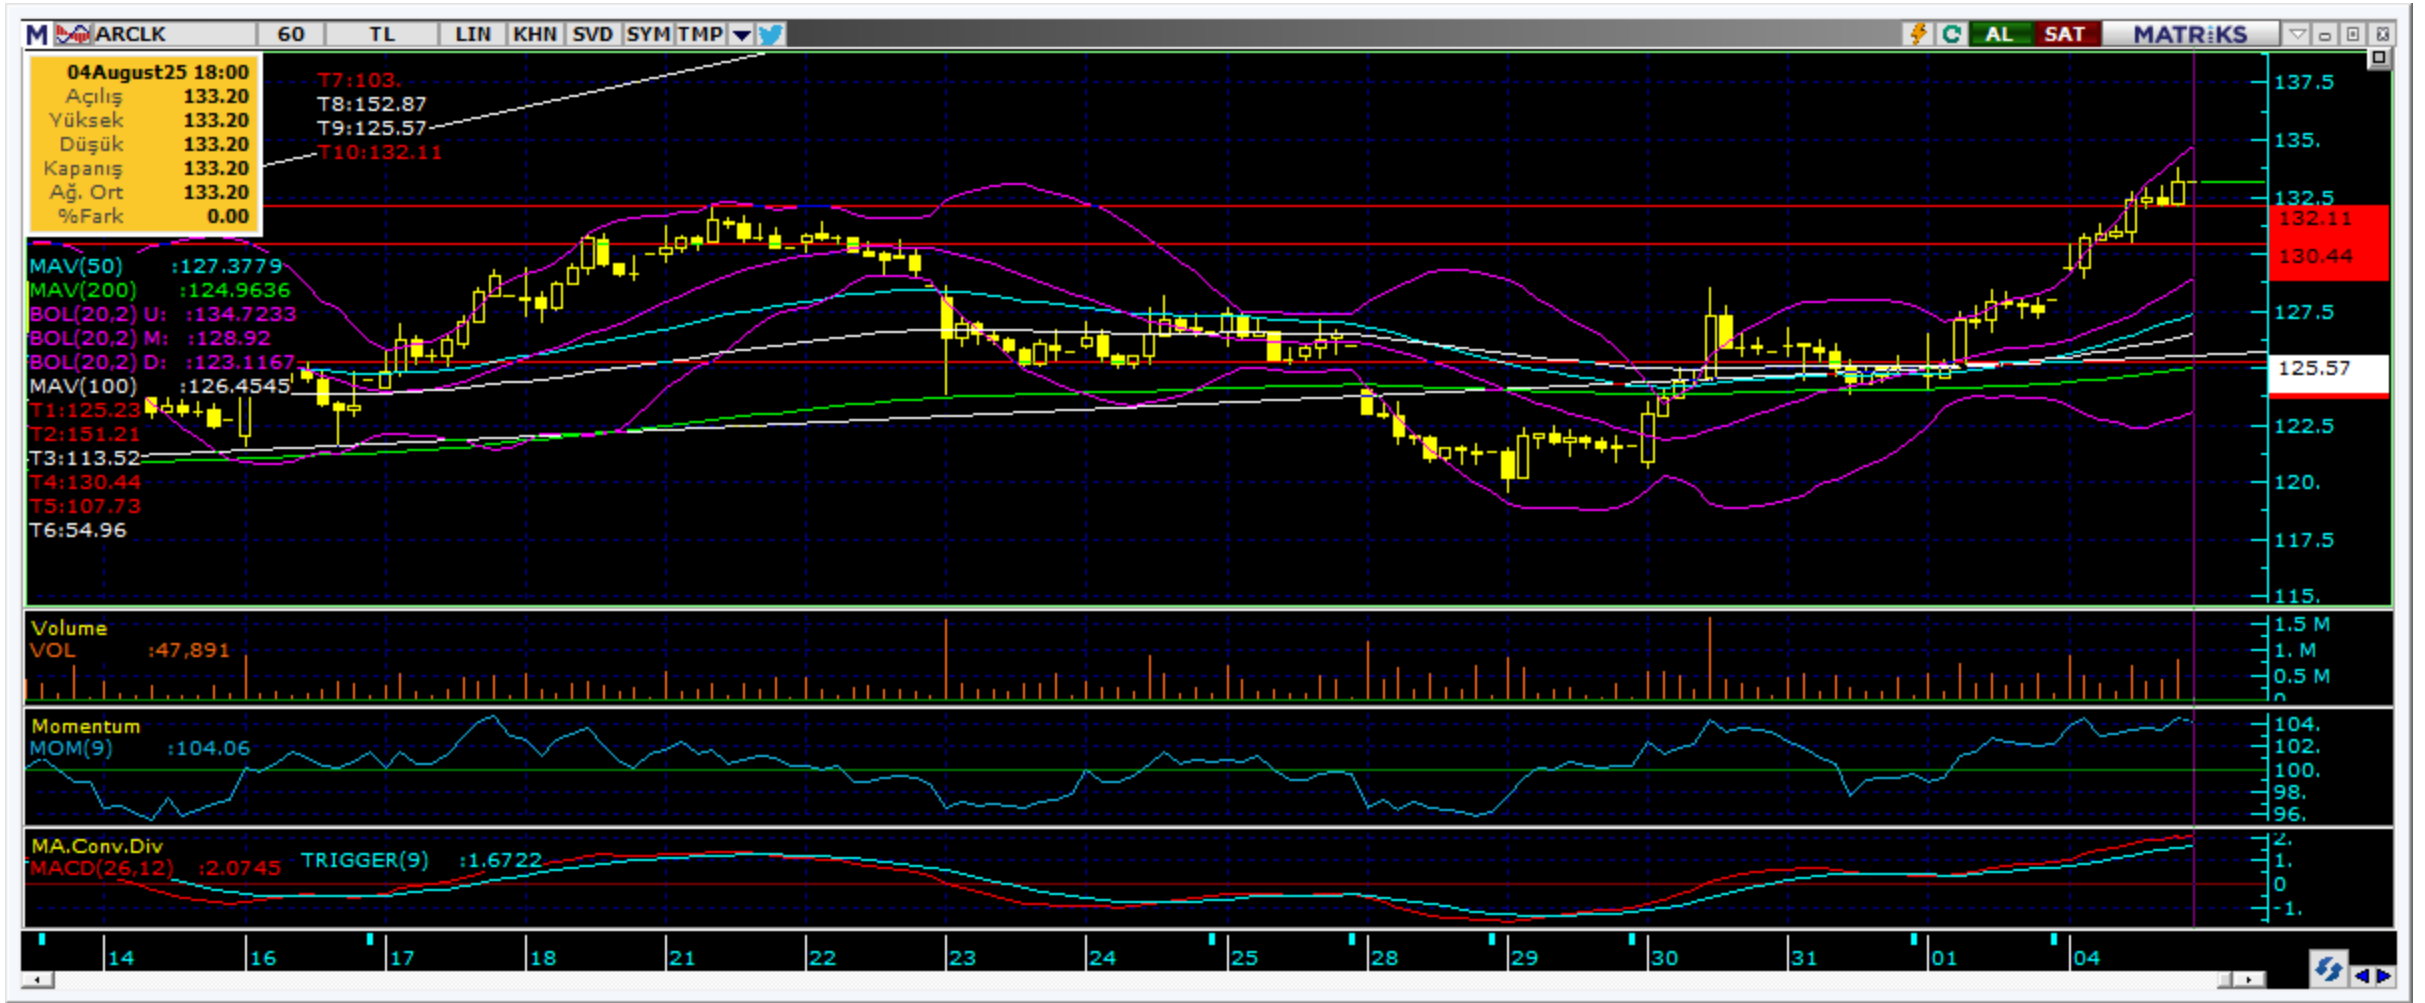 M ARCLK 60 TL LIN KHN SVD SYM TMP AL SAT MATRiKS
04August25 18:00
Açılış 133.20
Yüksek 133.20
Düşük 133.20
Kapanış 133.20
Ağ. Ort 133.20
%Fark 0.00
T7:103.
T8:152.87
T9:125.57
T10:132.11
MAV(50) :127.3779
MAV(200) :124.9636
BOL(20,2) U: :134.7233
BOL(20,2) M: :128.92
BOL(20,2) D: :123.1167
MAV(100) :126.4545
T1:125.23
T2:151.21
T3:113.52
T4:130.44
T5:107.73
T6:54.96
137.5
135.
132.5
132.11
130.44
127.5
125.57
122.5
120.
117.5
115.
Volume
VOL :47,891
1.5 M
1. M
0.5 M
0
Momentum
MOM(9) :104.06
104.
102.
100.
98.
96.
MA.Conv.Div
MACD(26,12) :2.0745 TRIGGER(9) :1.6722
2.
1.
0
-1.
14 16 17 18 21 22 23 24 25 28 29 30 31 01 04